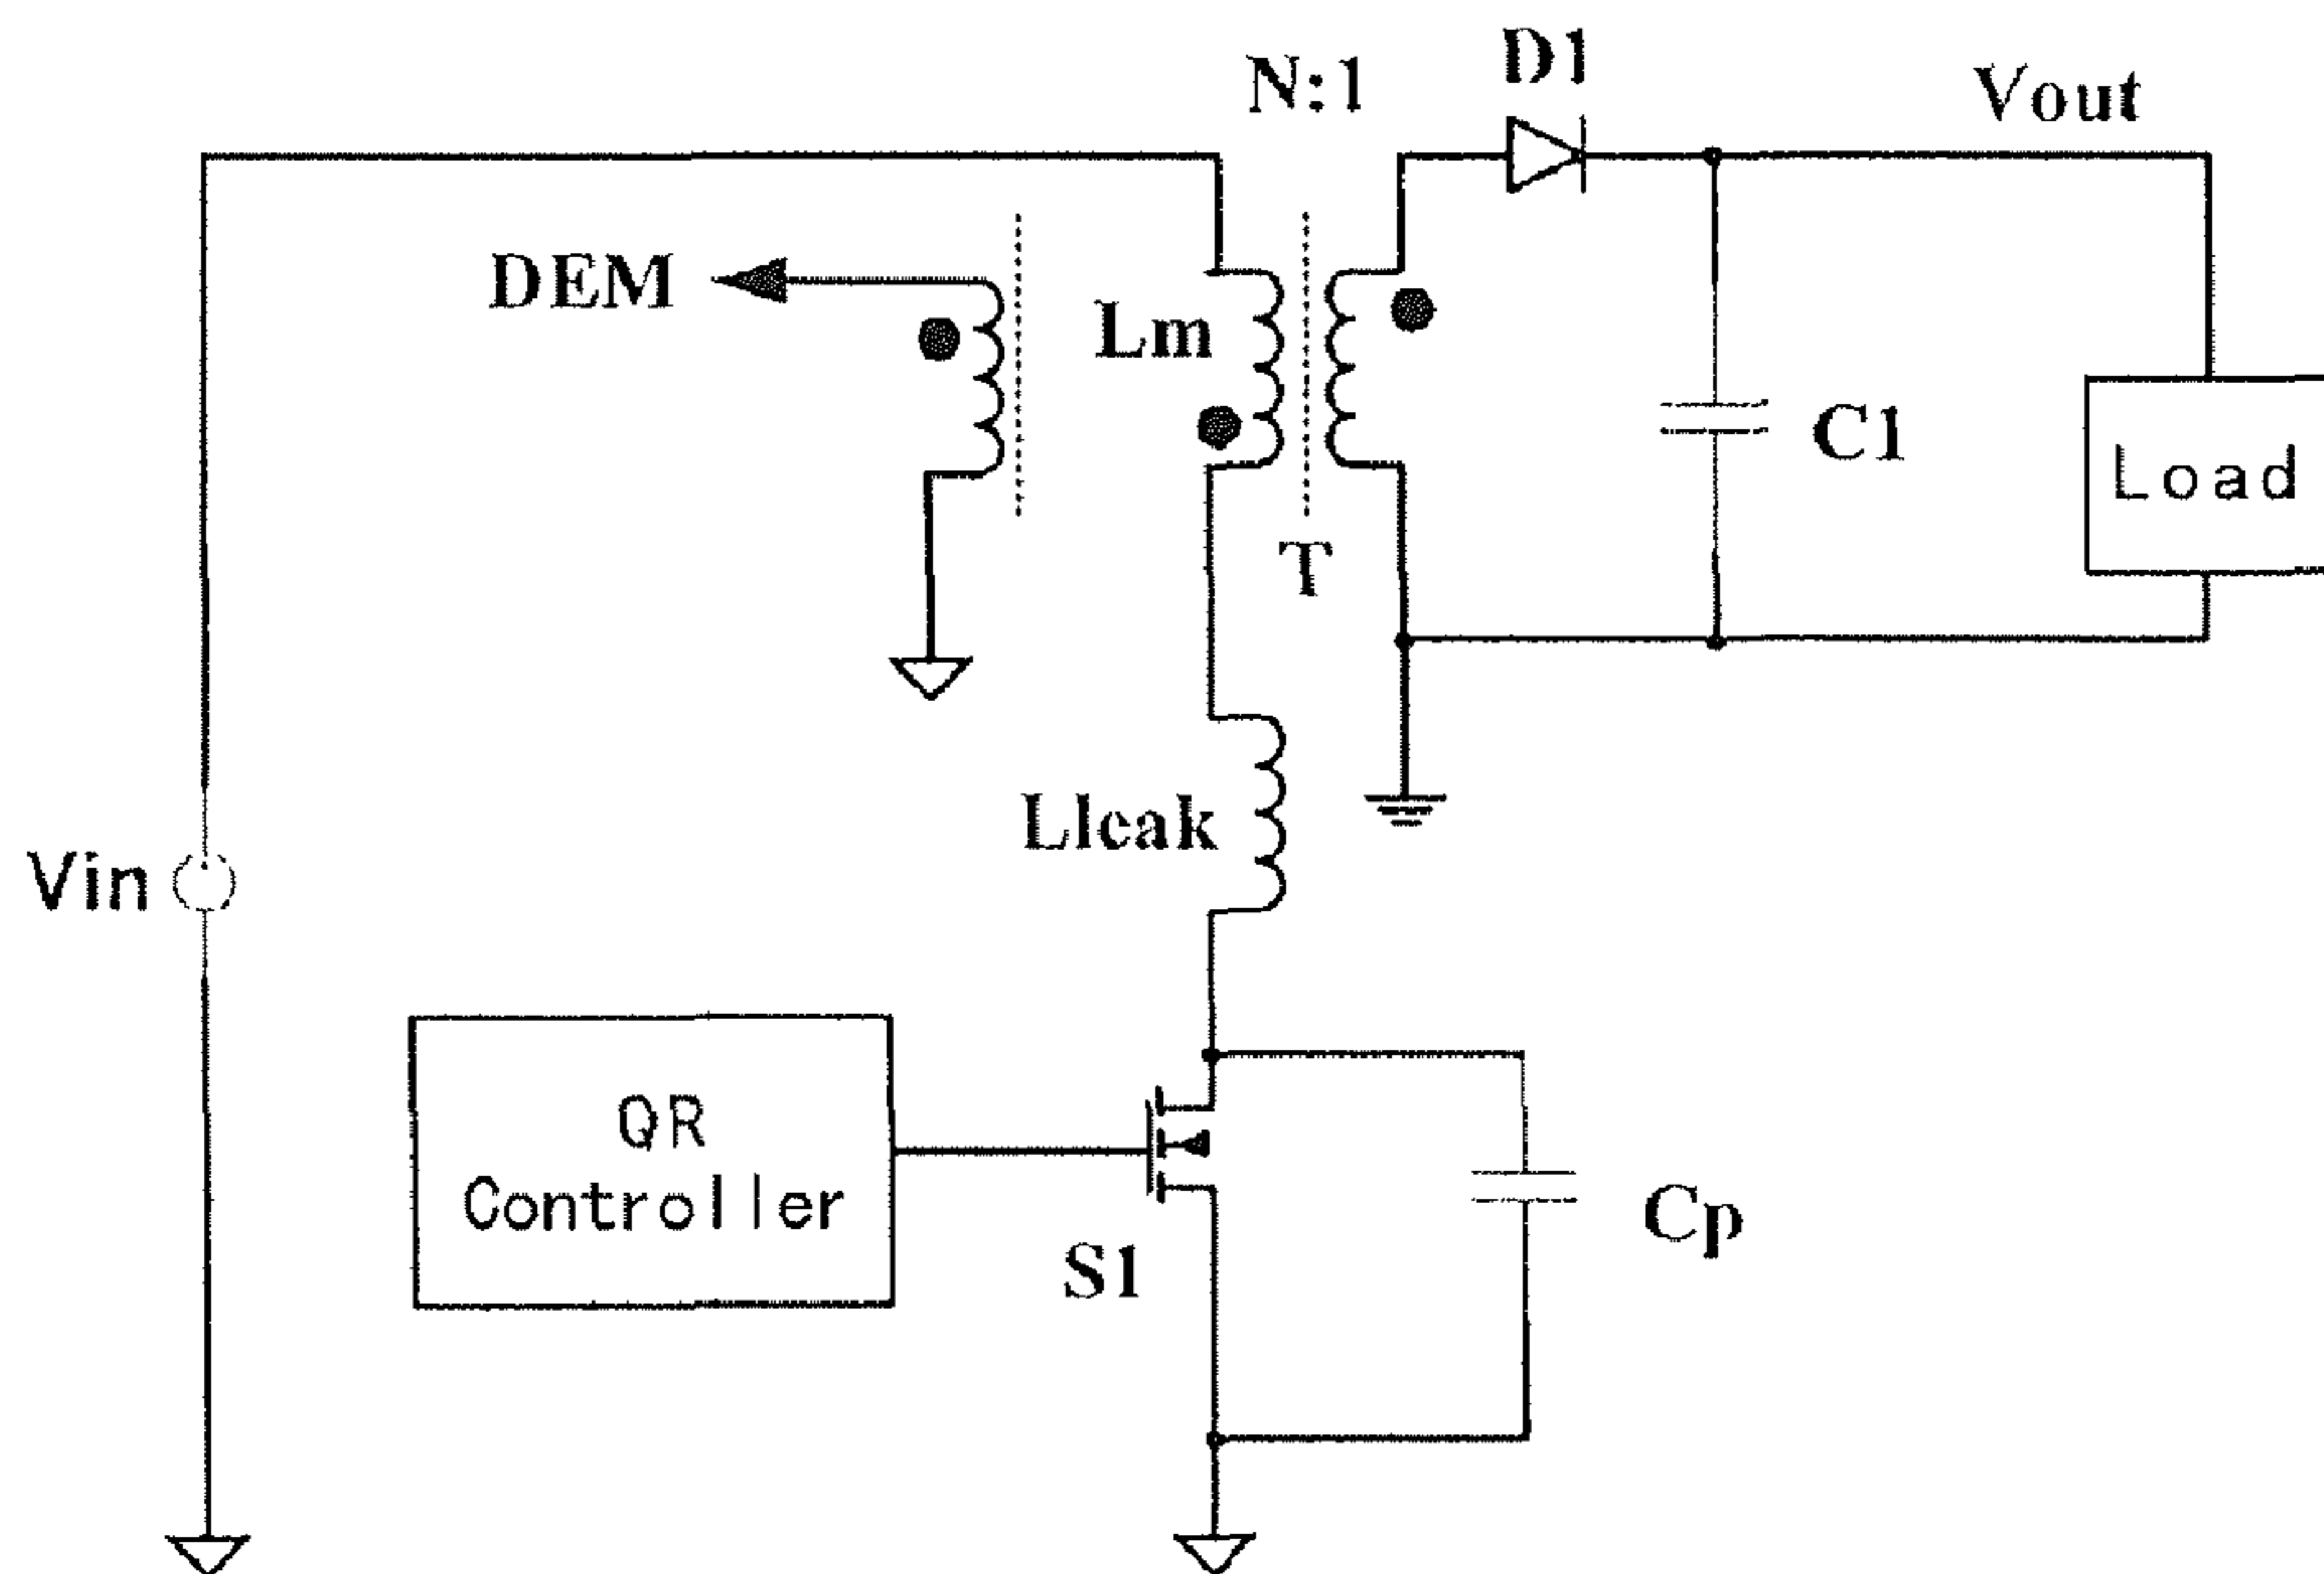 D1
N:1
Vout
DEM
Lm
C1
Load
T
Lleak
Vin
QR
Controller
Cp
S1